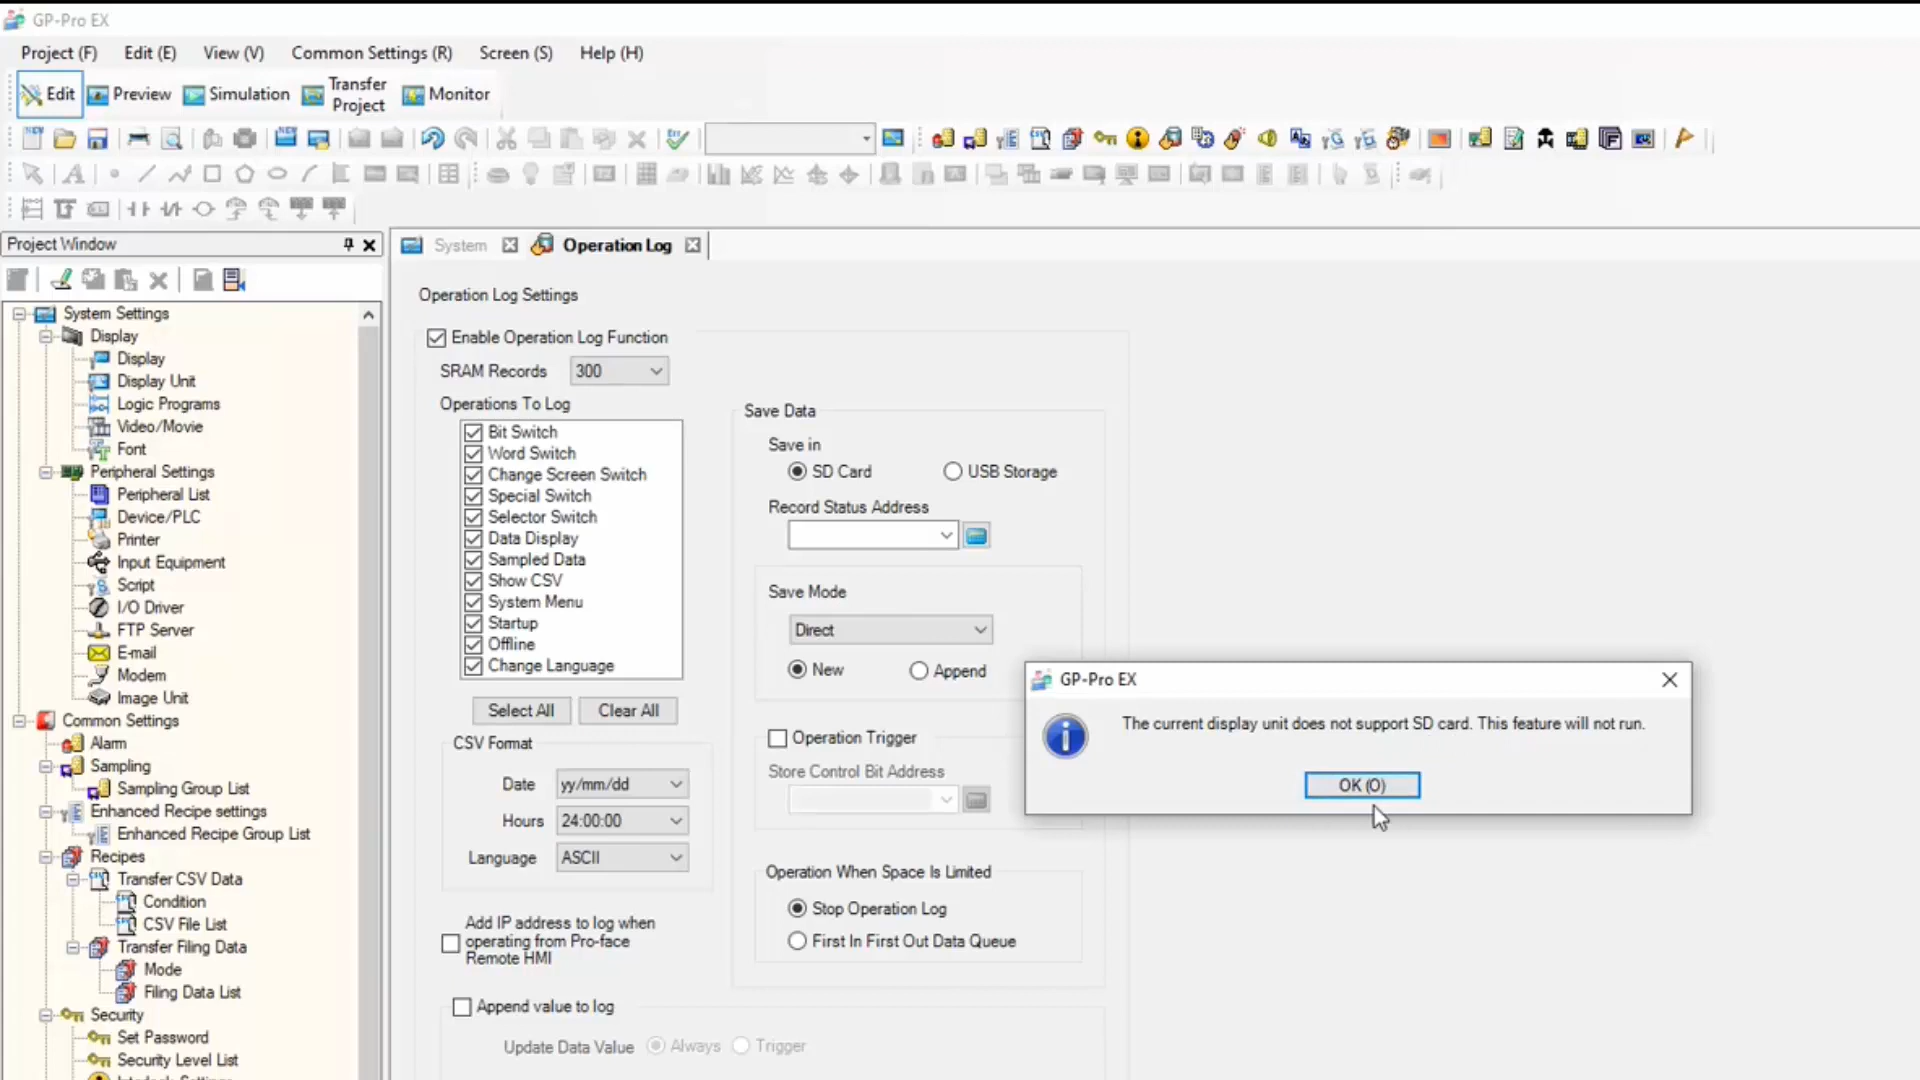 GP-Pro EX
Project (F) Edit (E) View (V) Common Settings (R) Screen (S) Help (H)
Edit Preview Simulation Transfer Project Monitor
Project Window
System Operation Log
System Settings
Display
Display
Display Unit
Logic Programs
Video/Movie
Font
Peripheral Settings
Peripheral List
Device/PLC
Printer
Input Equipment
Script
I/O Driver
FTP Server
E-mail
Modem
Image Unit
Common Settings
Alarm
Sampling
Sampling Group List
Enhanced Recipe settings
Enhanced Recipe Group List
Recipes
Transfer CSV Data
Condition
CSV File List
Transfer Filing Data
Mode
Filing Data List
Security
Set Password
Security Level List
Operation Log Settings
Enable Operation Log Function
SRAM Records 300
Operations To Log
Bit Switch
Word Switch
Change Screen Switch
Special Switch
Selector Switch
Data Display
Sampled Data
Show CSV
System Menu
Startup
Offline
Change Language
Select All Clear All
CSV Format
Date yy/mm/dd
Hours 24:00:00
Language ASCII
Add IP address to log when
operating from Pro-face
Remote HMI
Append value to log
Update Data Value Always Trigger
Save Data
Save in
SD Card USB Storage
Record Status Address
Save Mode
Direct
New Append
Operation Trigger
Store Control Bit Address
Operation When Space Is Limited
Stop Operation Log
First In First Out Data Queue
GP-Pro EX
The current display unit does not support SD card. This feature will not run.
OK (O)